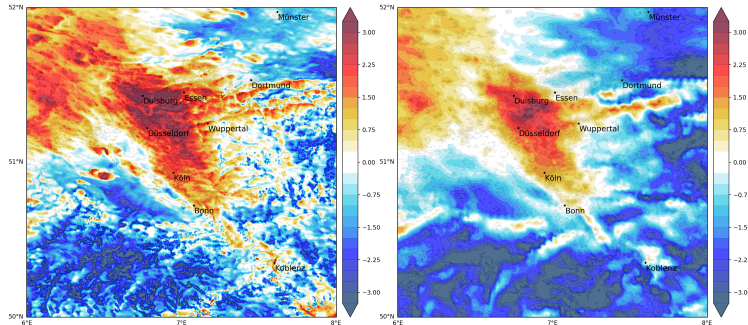 52°N
51°N
50°N
6°E
7°E
8°E
Münster
Dortmund
Essen
Duisburg
Wuppertal
Düsseldorf
Köln
Bonn
Koblenz
3.00
2.25
1.50
0.75
0.00
−0.75
−1.50
−2.25
−3.00
52°N
51°N
50°N
6°E
7°E
8°E
Münster
Dortmund
Essen
Duisburg
Wuppertal
Düsseldorf
Köln
Bonn
Koblenz
3.00
2.25
1.50
0.75
0.00
−0.75
−1.50
−2.25
−3.00